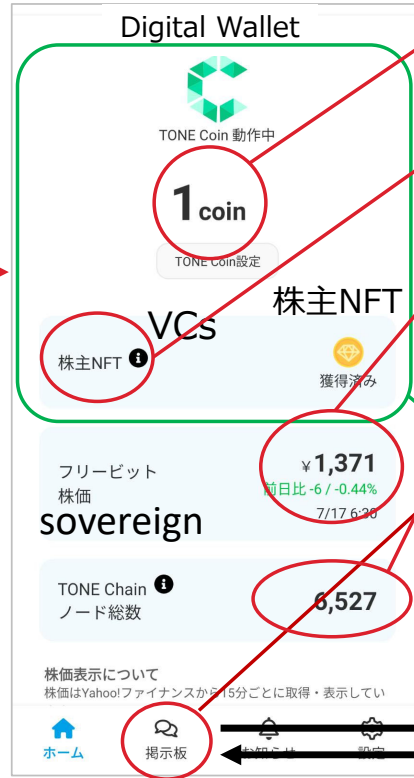 Digital Wallet
TONE Coin 動作中
1 coin
TONE Coin設定
VCs
株主NFT
株主NFT
獲得済み
フリービット
株価
¥1,371
前日比 -6 / -0.44%
7/17 6:30
sovereign
TONE Chain
ノード総数
6,527
株価表示について
株価はYahoo!ファイナンスから15分ごとに取得・表示してい
ホーム
掲示板
お知らせ
設定